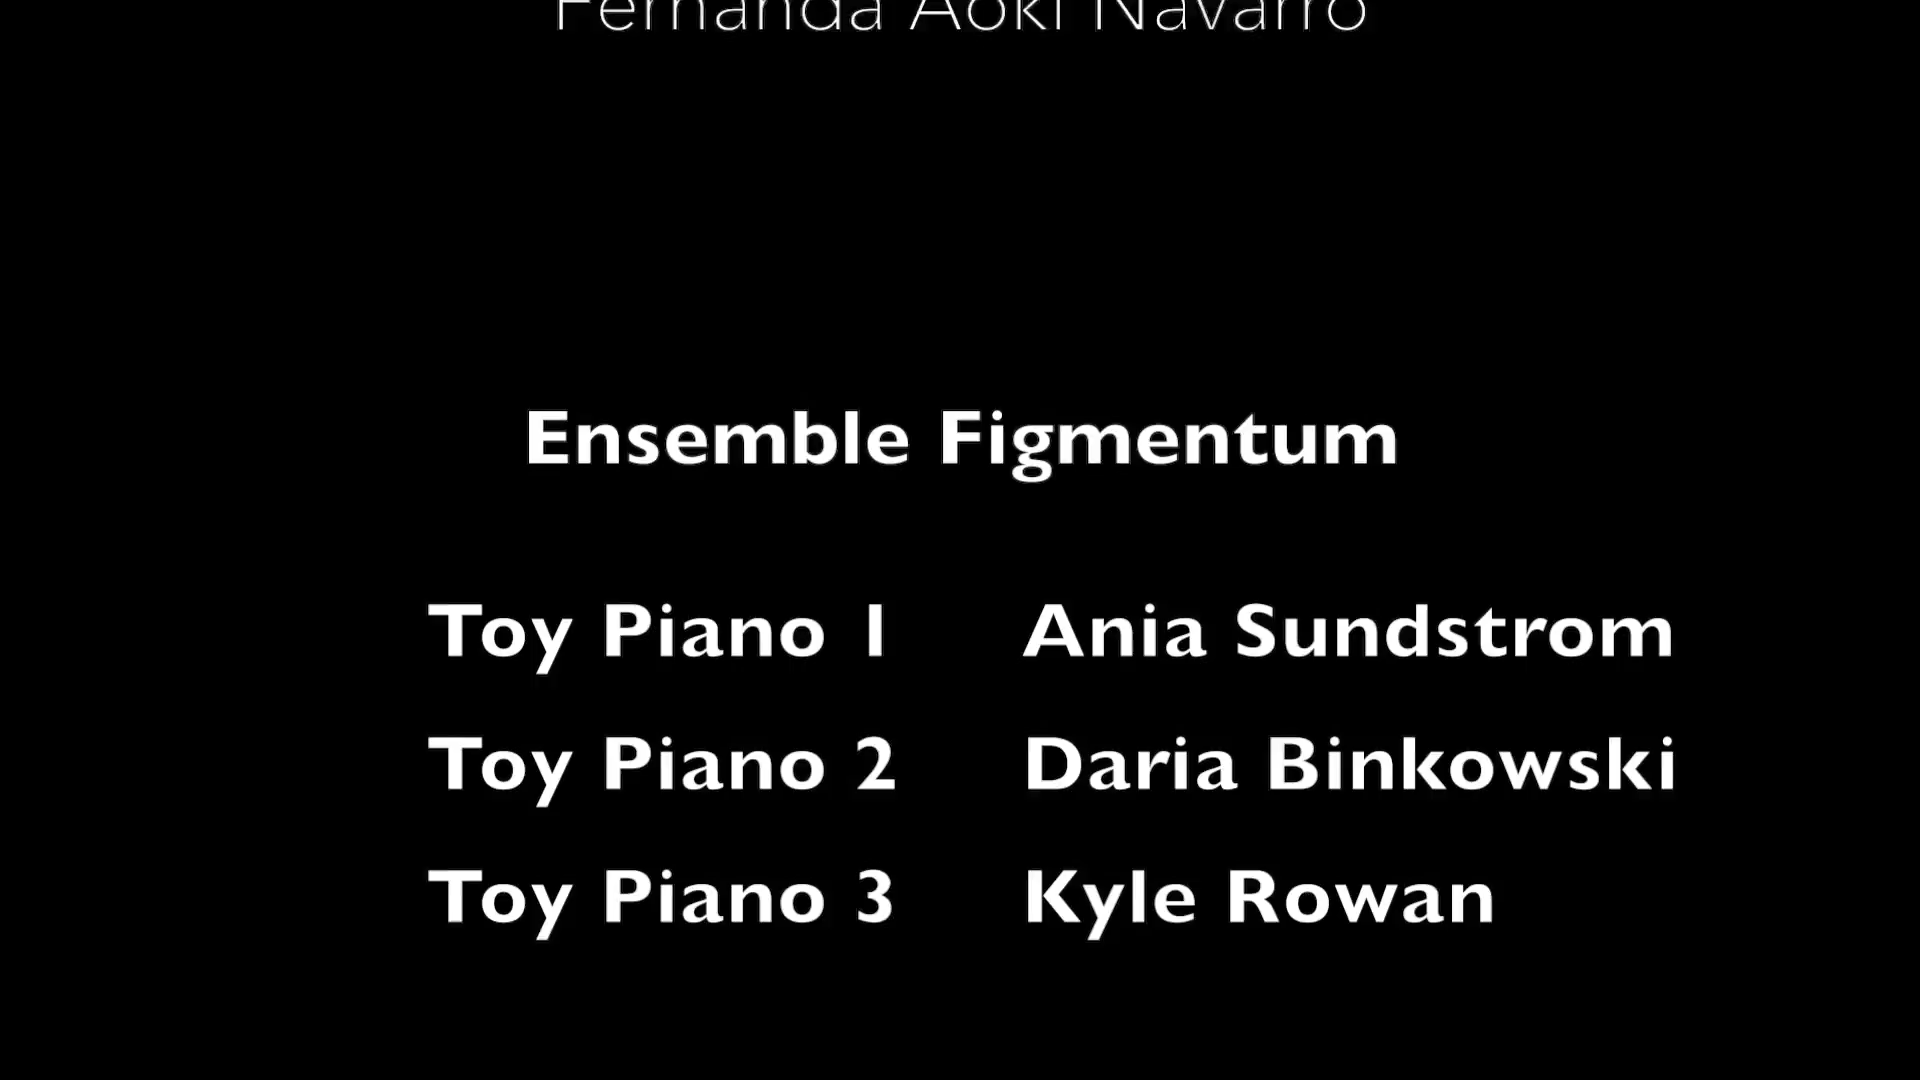 Fernanda Aoki Navarro
Ensemble Figmentum
Toy Piano 1 Ania Sundstrom
Toy Piano 2 Daria Binkowski
Toy Piano 3 Kyle Rowan